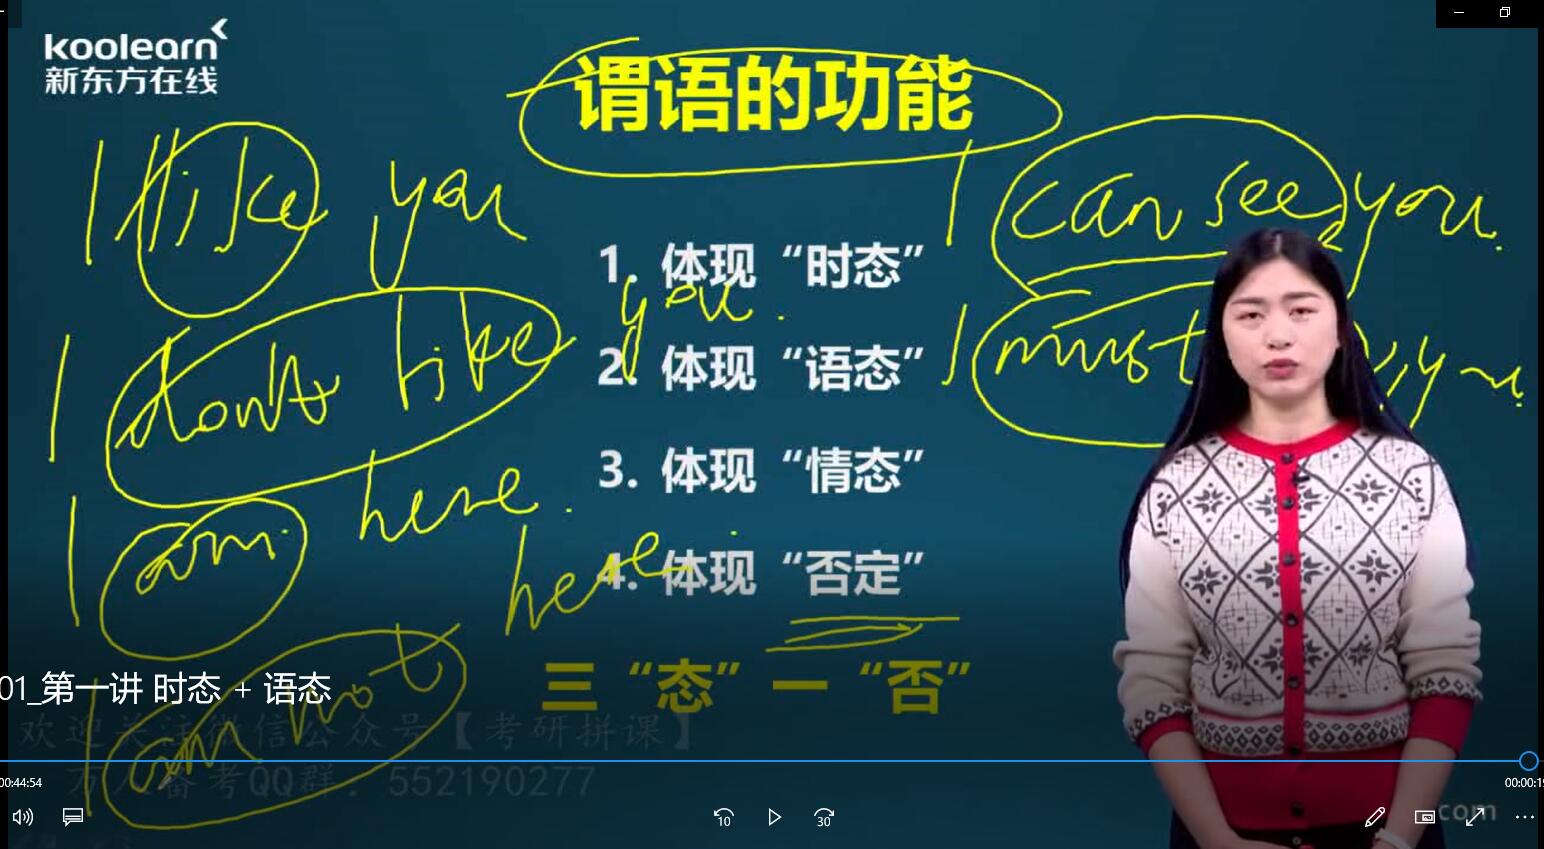 koolearn
新东方在线
谓语的功能
I like you
I can see you.
1. 体现 “时态”
I don't like you.
I must
2. 体现 “语态”
3. 体现 “情态”
I am here.
4. 体现 “否定”
I am not here
三 “态” 一 “否”
01_第一讲 时态 + 语态
欢迎关注微信公众号【考研拼课】
万人备考QQ群：552190277
00:44:54
00:00:19
10
30
com